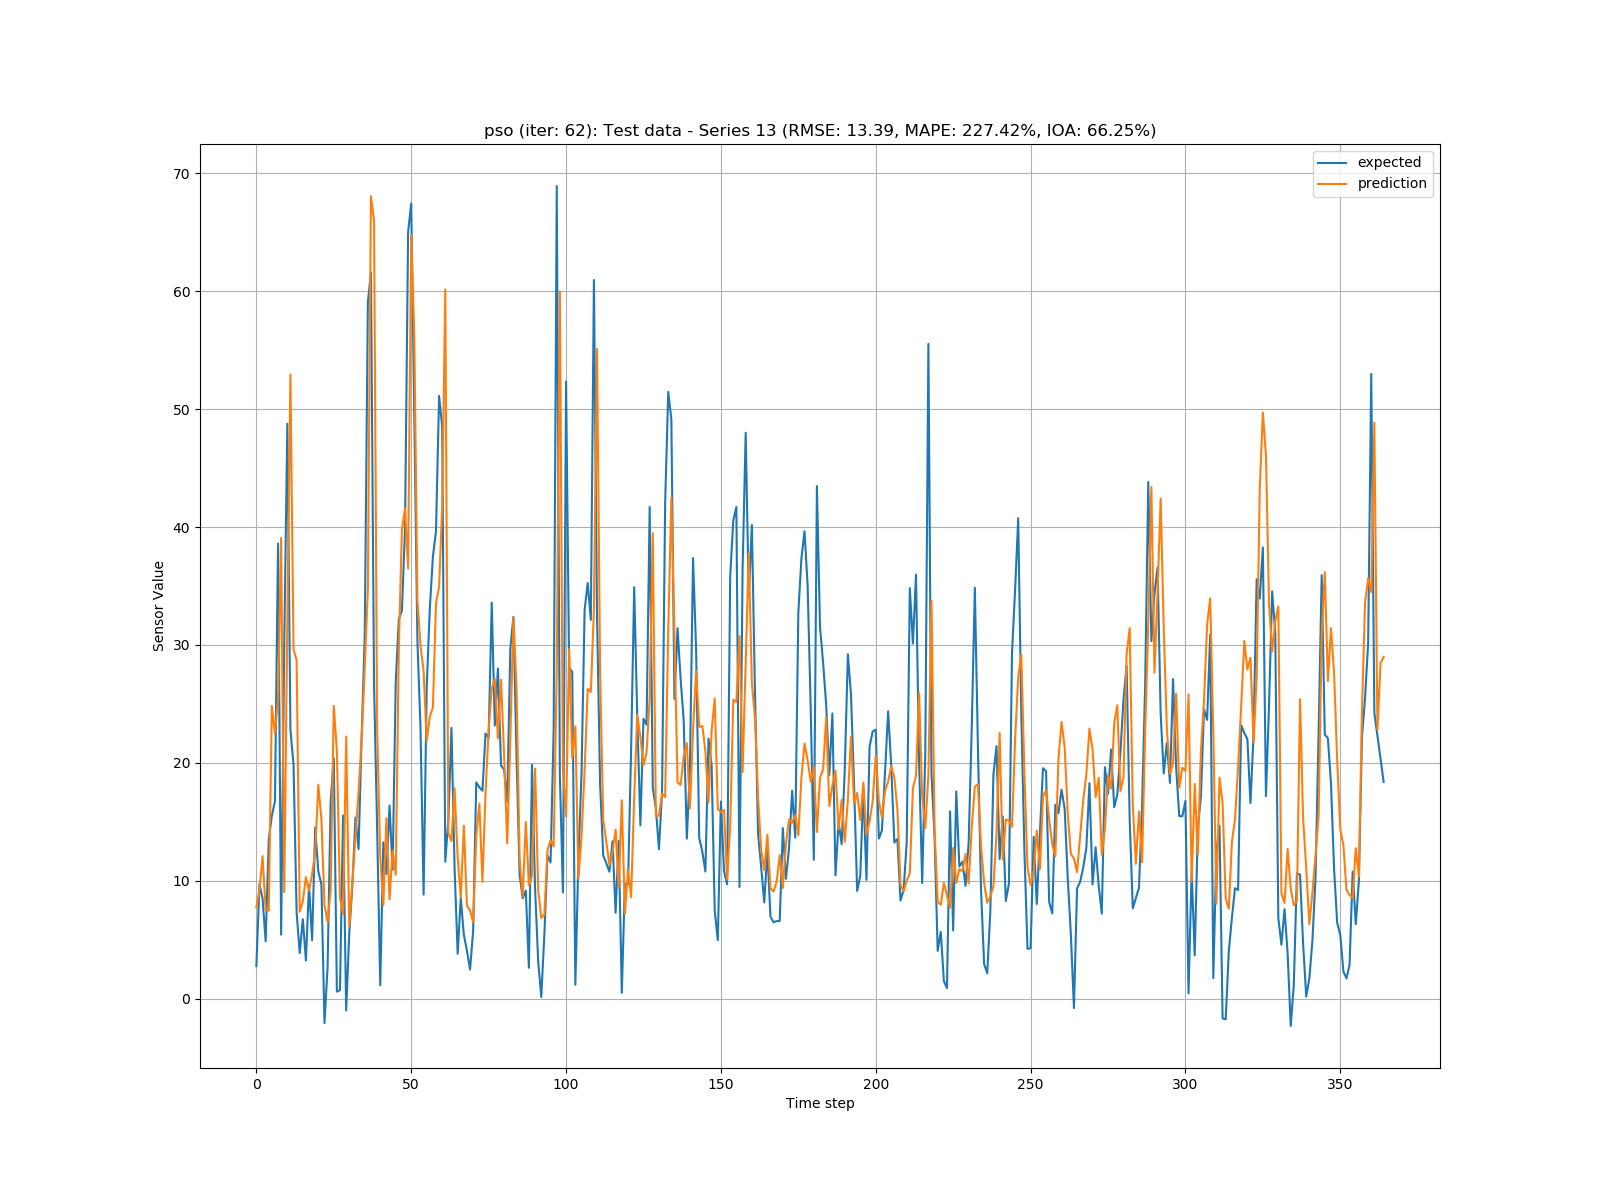 pso (iter: 62): Test data - Series 13 (RMSE: 13.39, MAPE: 227.42%, IOA: 66.25%)
expected
prediction
70
60
50
40
30
20
10
0
Sensor Value
0 50 100 150 200 250 300 350
Time step